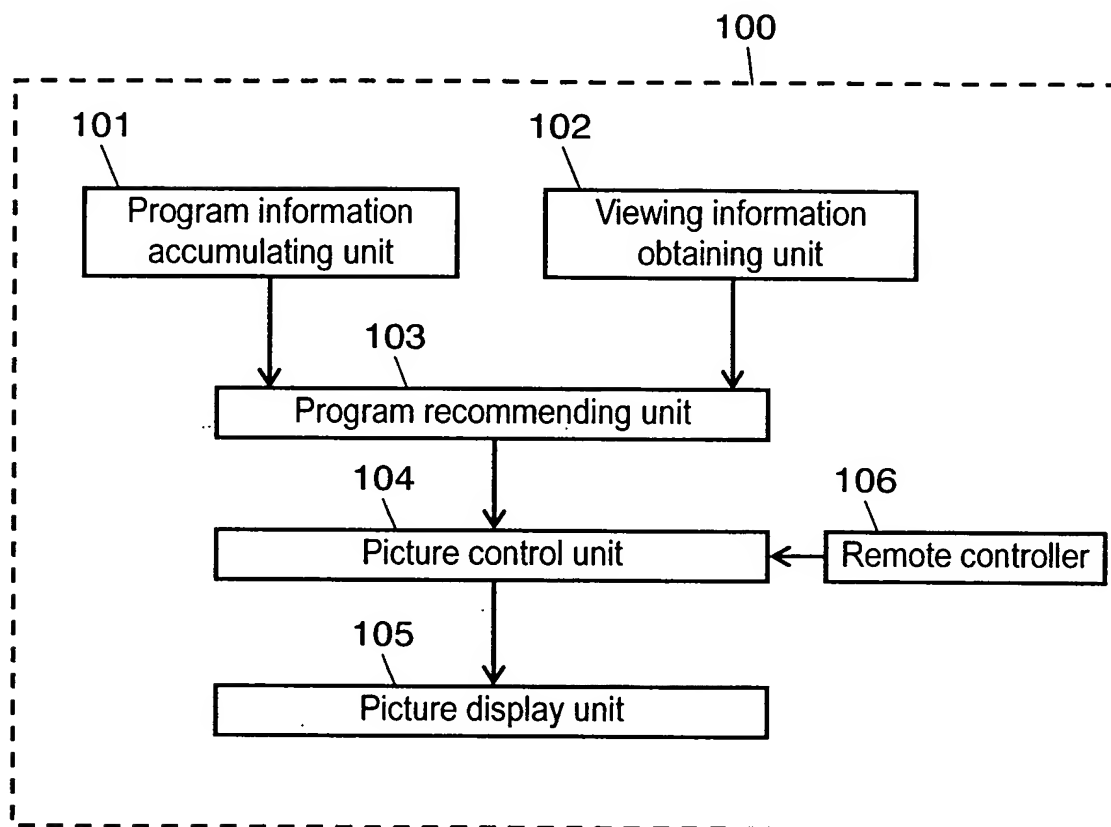 100
101
102
Program information
accumulating unit
Viewing information
obtaining unit
103
Program recommending unit
104
106
Picture control unit
Remote controller
105
Picture display unit